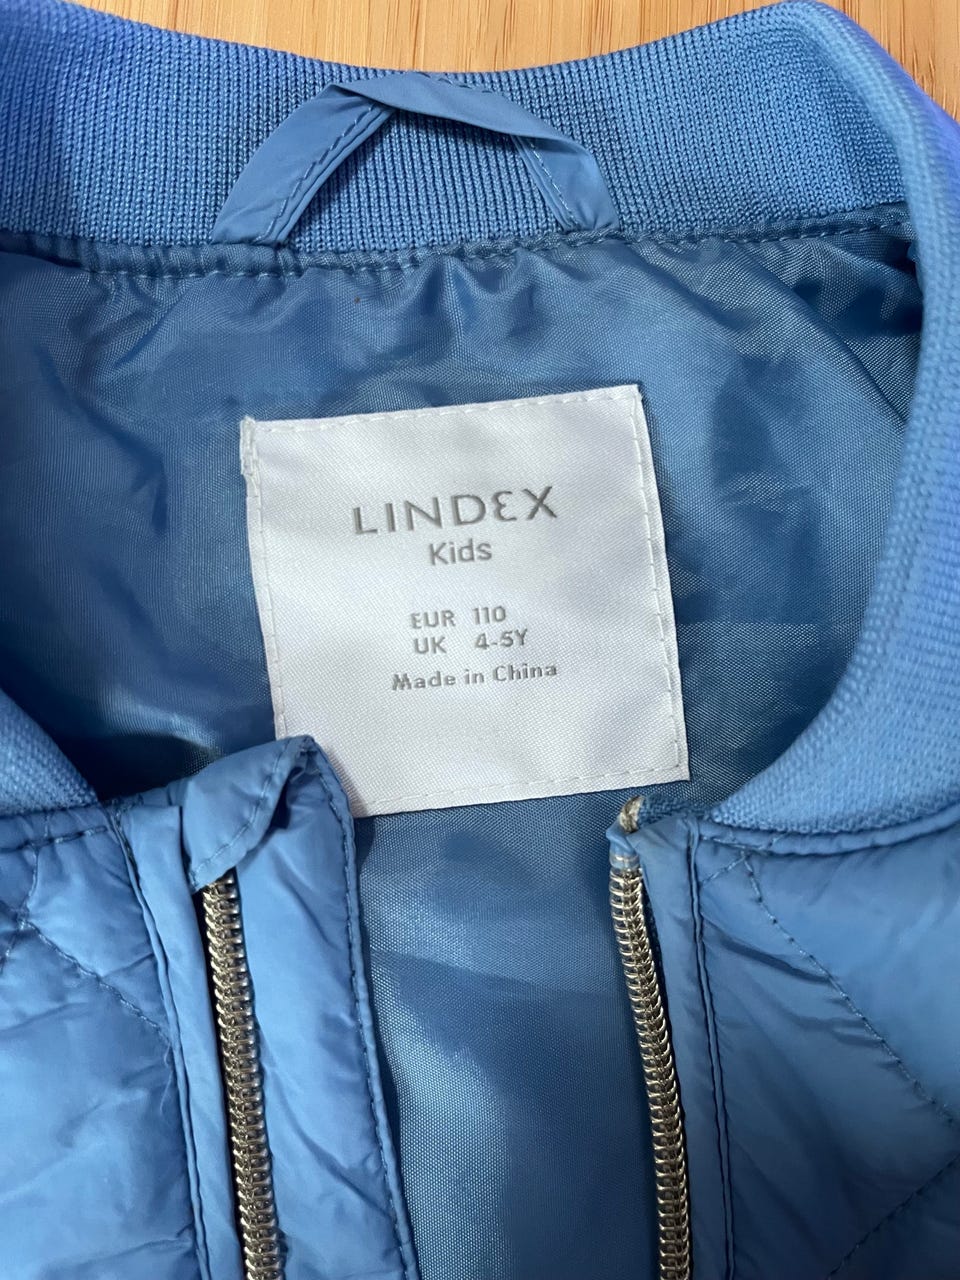 LINDEX
Kids
EUR 110
UK 4-5Y
Made in China